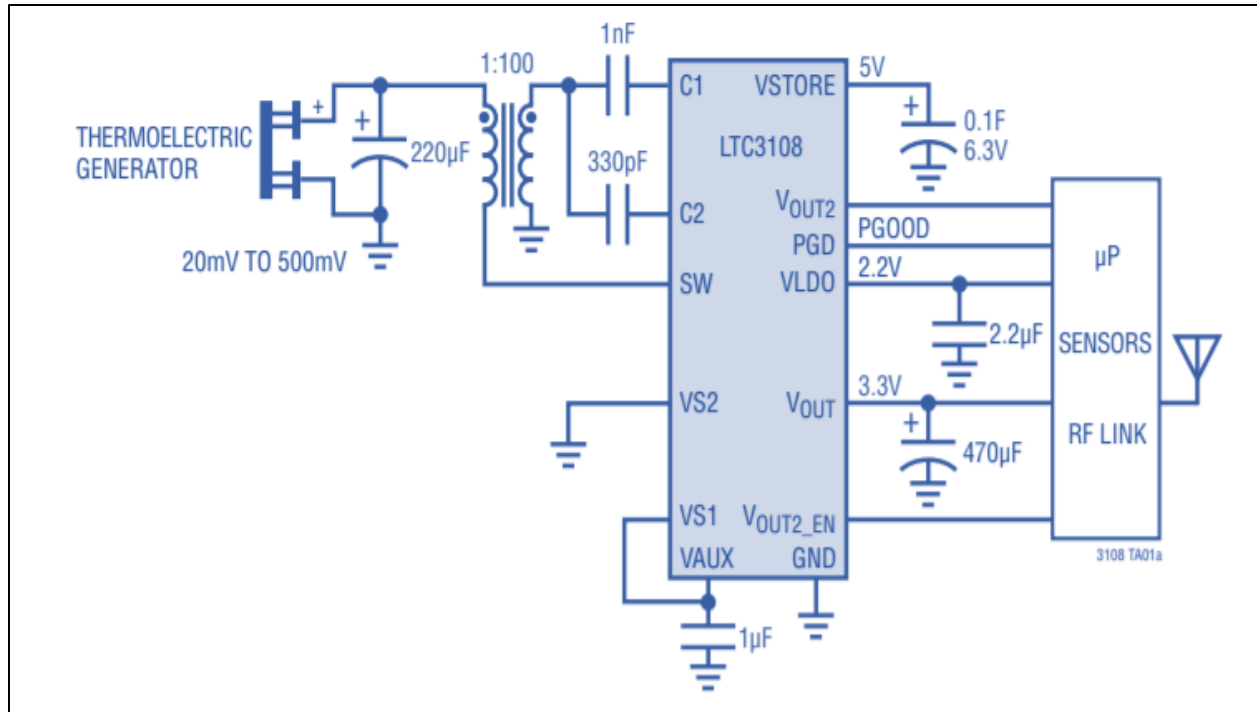 THERMOELECTRIC
GENERATOR
20mV TO 500mV
+
+
220µF
1:100
1nF
330pF
C1
C2
SW
VS2
VS1
VAUX
1µF
LTC3108
VSTORE
VOUT2
PGD
VLDO
VOUT
VOUT2_EN
GND
5V
+
0.1F
6.3V
PGOOD
2.2V
2.2µF
3.3V
+
470µF
µP
SENSORS
RF LINK
3108 TA01a